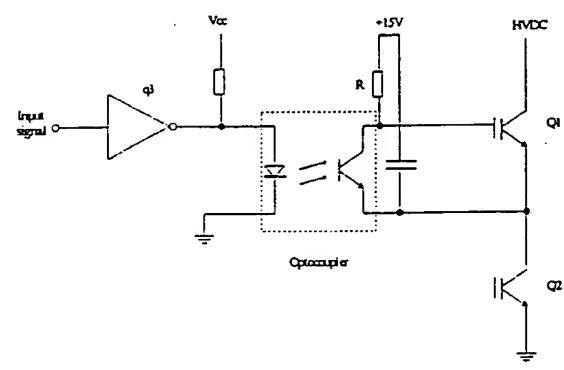 Vcc
+15V
HVDC
q3
R
Q1
Input
signal
Optocoupler
Q2